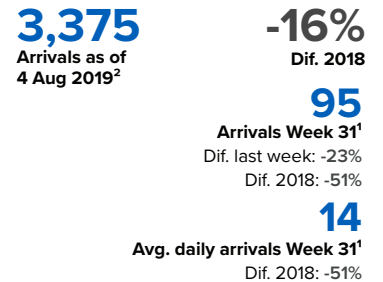 3,375
Arrivals as of
4 Aug 2019²
-16%
Dif. 2018
95
Arrivals Week 31¹
Dif. last week: -23%
Dif. 2018: -51%
14
Avg. daily arrivals Week 31¹
Dif. 2018: -51%